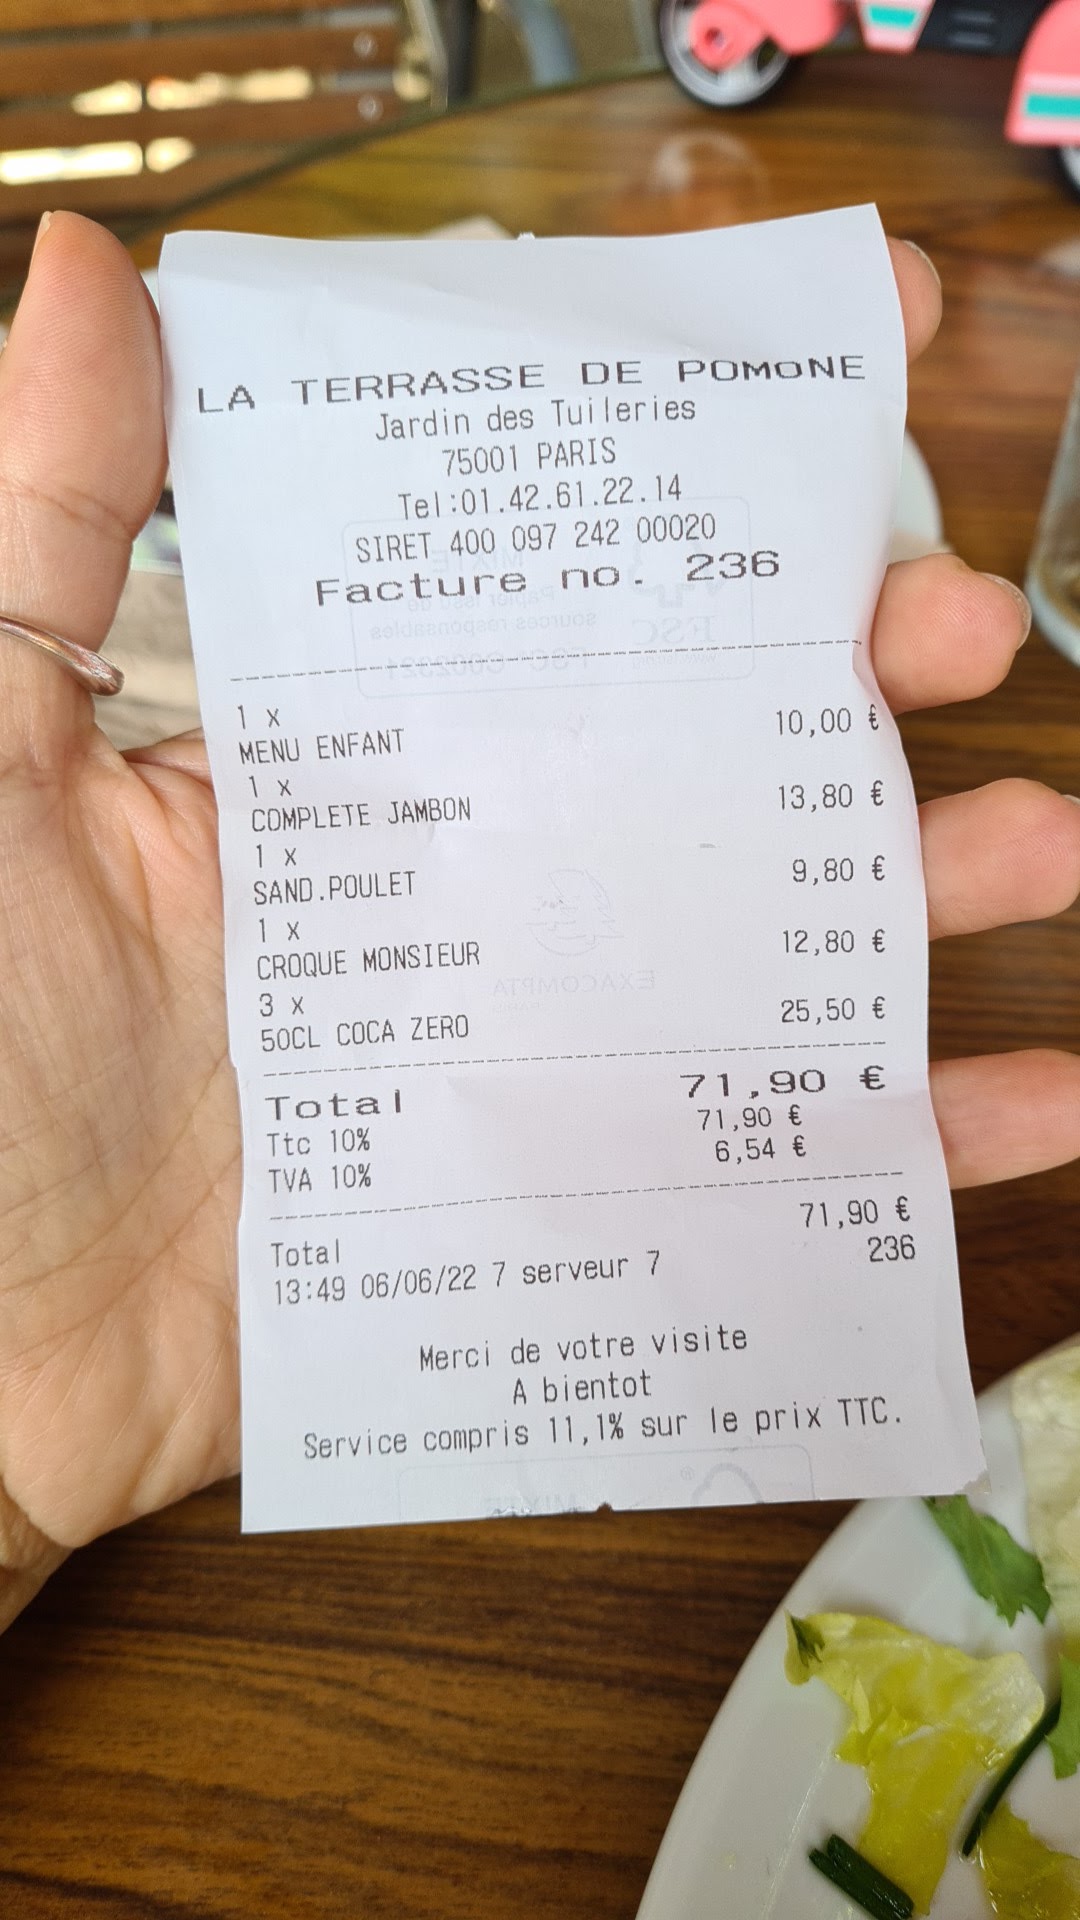 LA TERRASSE DE POMONE
Jardin des Tuileries
75001 PARIS
Tel:01.42.61.22.14
SIRET 400 097 242 00020
Facture no. 236
1 x
MENU ENFANT 10,00 €
1 x
COMPLETE JAMBON 13,80 €
1 x
SAND.POULET 9,80 €
1 x
CROQUE MONSIEUR 12,80 €
3 x
50CL COCA ZERO 25,50 €
Total 71,90 €
Ttc 10% 71,90 €
TVA 10% 6,54 €
Total 71,90 €
13:49 06/06/22 7 serveur 7 236
Merci de votre visite
A bientot
Service compris 11,1% sur le prix TTC.
EXACOMPTA